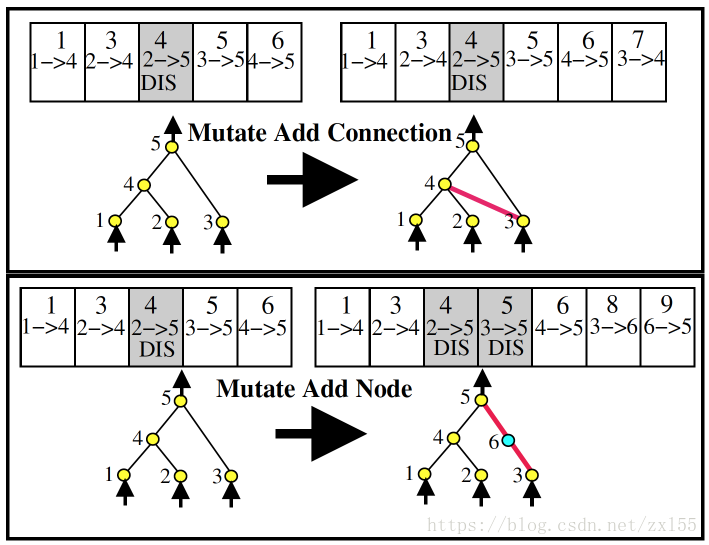 1 3 4 5 6
1->4 2->4 2->5 3->5 4->5
DIS
1 3 4 5 6 7
1->4 2->4 2->5 3->5 4->5 3->4
DIS
Mutate Add Connection
5
4
1 2 3
5
4
1 2 3
1 3 4 5 6
1->4 2->4 2->5 3->5 4->5
DIS
1 3 4 5 6 8 9
1->4 2->4 2->5 3->5 4->5 3->6 6->5
DIS DIS
Mutate Add Node
5
4
1 2 3
5
4 6
1 2 3
https://blog.csdn.net/zxl55